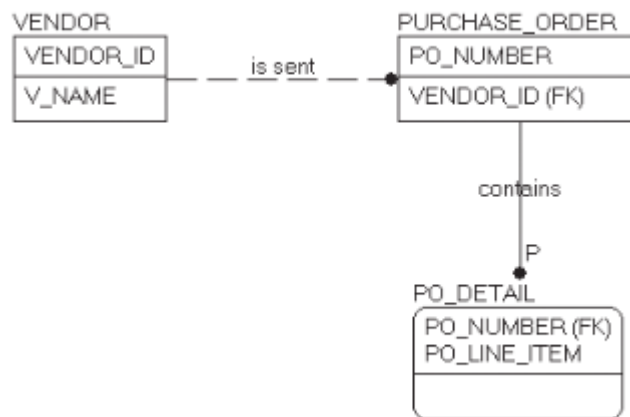 VENDOR
VENDOR_ID
V_NAME
is sent
PURCHASE_ORDER
PO_NUMBER
VENDOR_ID (FK)
contains
P
PO_DETAIL
PO_NUMBER (FK)
PO_LINE_ITEM